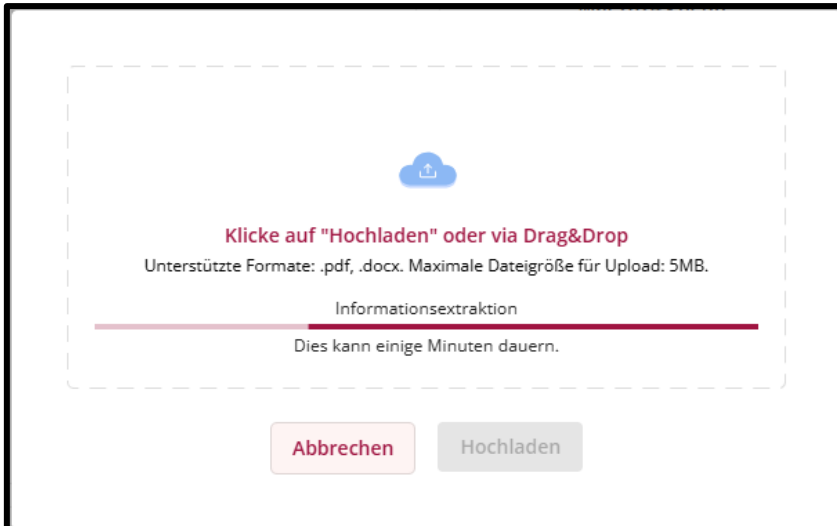 Klicke auf "Hochladen" oder via Drag&Drop
Unterstützte Formate: .pdf, .docx. Maximale Dateigröße für Upload: 5MB.
Informationsextraktion
Dies kann einige Minuten dauern.
Abbrechen
Hochladen